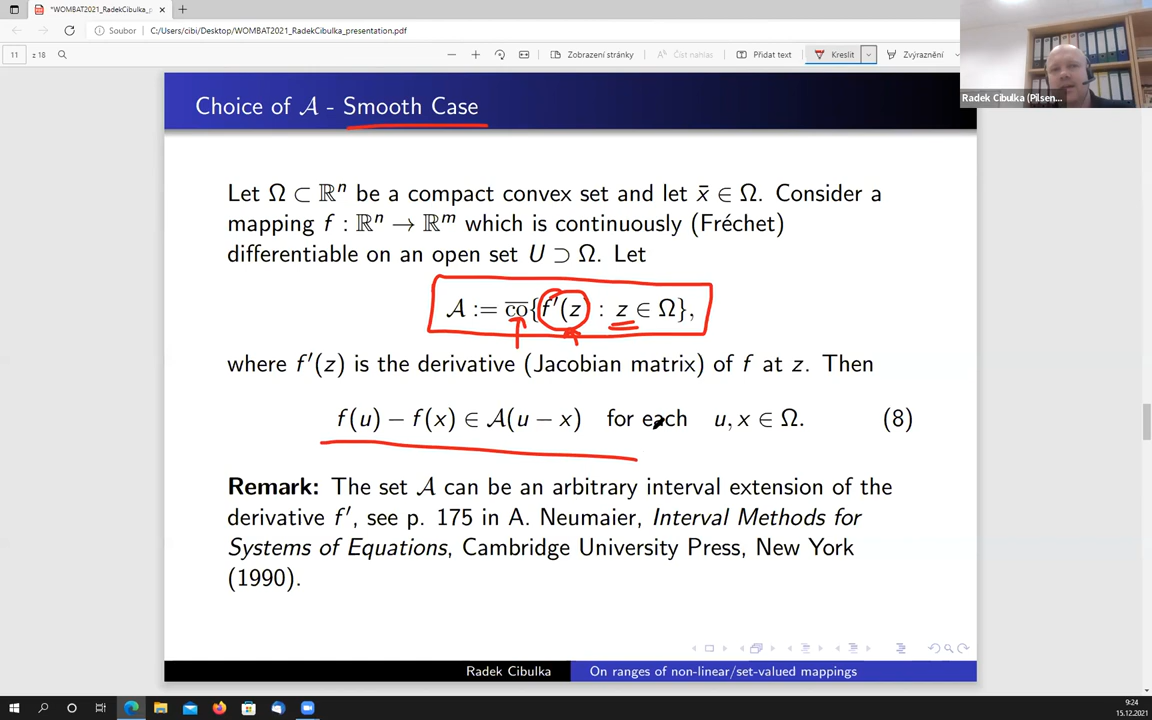 *WOMBAT2021_RadekCibulka_p
Soubor C:/Users/cibi/Desktop/WOMBAT2021_RadekCibulka_presentation.pdf
11 z 18 Zobrazení stránky Číst nahlas Přidat text Kreslit Zvýraznění
Radek Cibulka (Pilsen...
Choice of 𝒜 - Smooth Case
Let Ω ⊂ ℝⁿ be a compact convex set and let x̄ ∈ Ω. Consider a
mapping f : ℝⁿ → ℝᵐ which is continuously (Fréchet)
differentiable on an open set U ⊃ Ω. Let
𝒜 := c̅o̅{f′(z) : z ∈ Ω},
where f′(z) is the derivative (Jacobian matrix) of f at z. Then
f(u) − f(x) ∈ 𝒜(u − x) for each u, x ∈ Ω. (8)
Remark: The set 𝒜 can be an arbitrary interval extension of the
derivative f′, see p. 175 in A. Neumaier, Interval Methods for
Systems of Equations, Cambridge University Press, New York
(1990).
Radek Cibulka On ranges of non-linear/set-valued mappings
9:24
15.12.2021